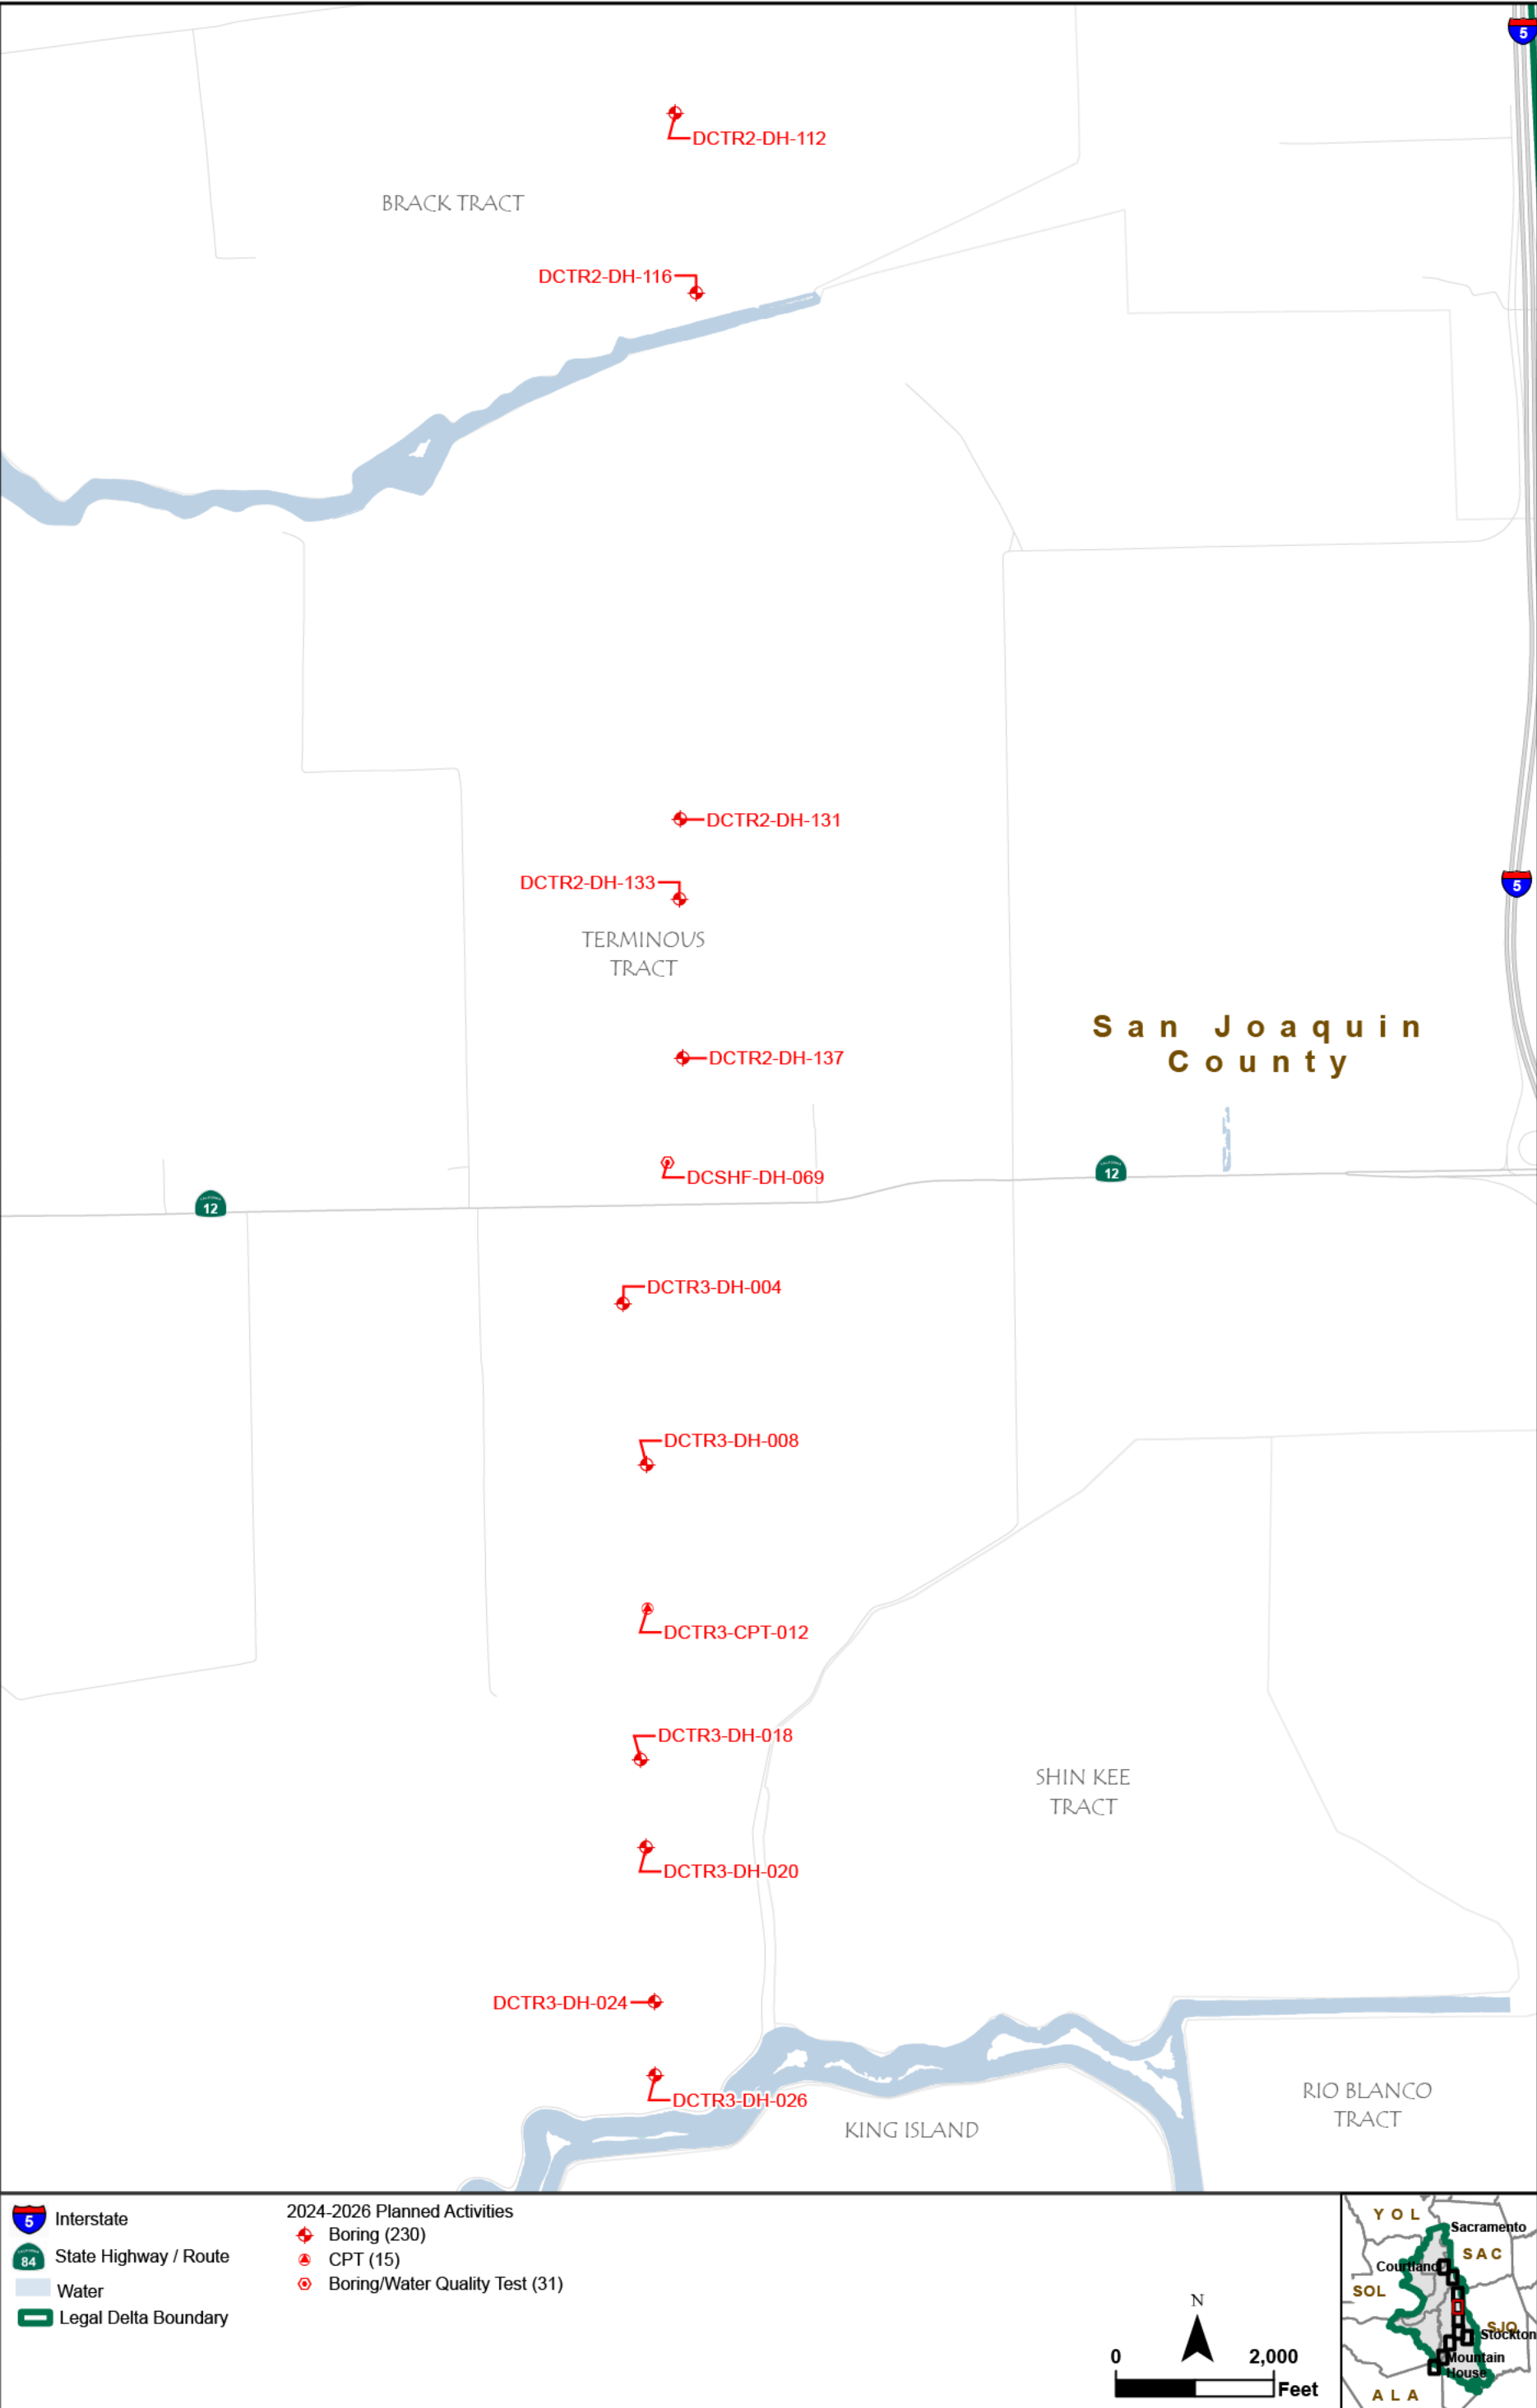 5
DCTR2-DH-112
BRACK TRACT
DCTR2-DH-116
DCTR2-DH-131
DCTR2-DH-133
5
TERMINOUS
TRACT
San Joaquin
County
DCTR2-DH-137
CALIFORNIA
12
DCSHF-DH-069
CALIFORNIA
12
DCTR3-DH-004
DCTR3-DH-008
DCTR3-CPT-012
DCTR3-DH-018
SHIN KEE
TRACT
DCTR3-DH-020
DCTR3-DH-024
DCTR3-DH-026
RIO BLANCO
TRACT
KING ISLAND
5 Interstate
CALIFORNIA
84 State Highway / Route
Water
Legal Delta Boundary
2024-2026 Planned Activities
Boring (230)
CPT (15)
Boring/Water Quality Test (31)
N
0 2,000
Feet
YOL
Sacramento
SAC
Courtland
SOL
SJO
Stockton
Mountain
House
ALA